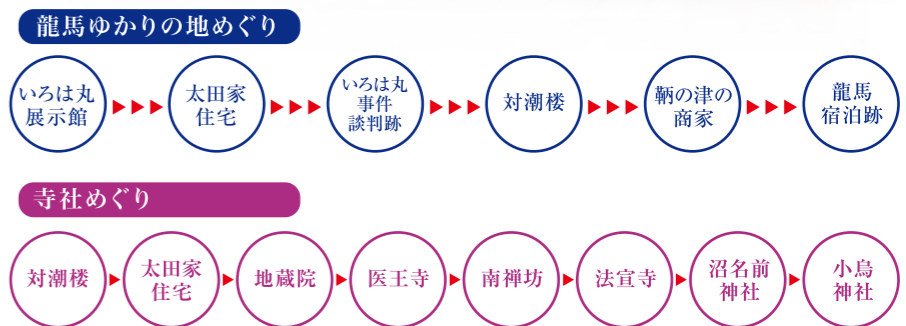 龍馬ゆかりの地めぐり
いろは丸
展示館
太田家
住宅
いろは丸
事件
談判跡
対潮楼
鞆の津の
商家
龍馬
宿泊跡
寺社めぐり
対潮楼
太田家
住宅
地蔵院
医王寺
南禅坊
法宣寺
沼名前
神社
小烏
神社